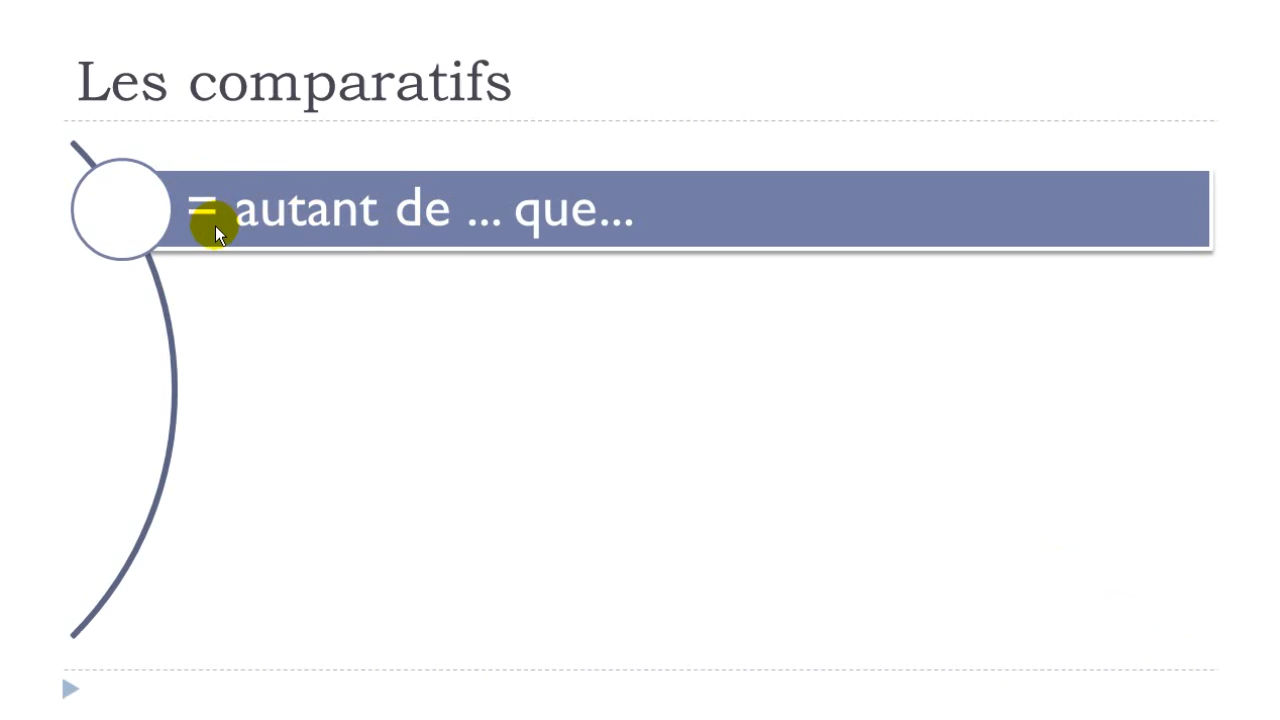 Les comparatifs
= autant de ... que...